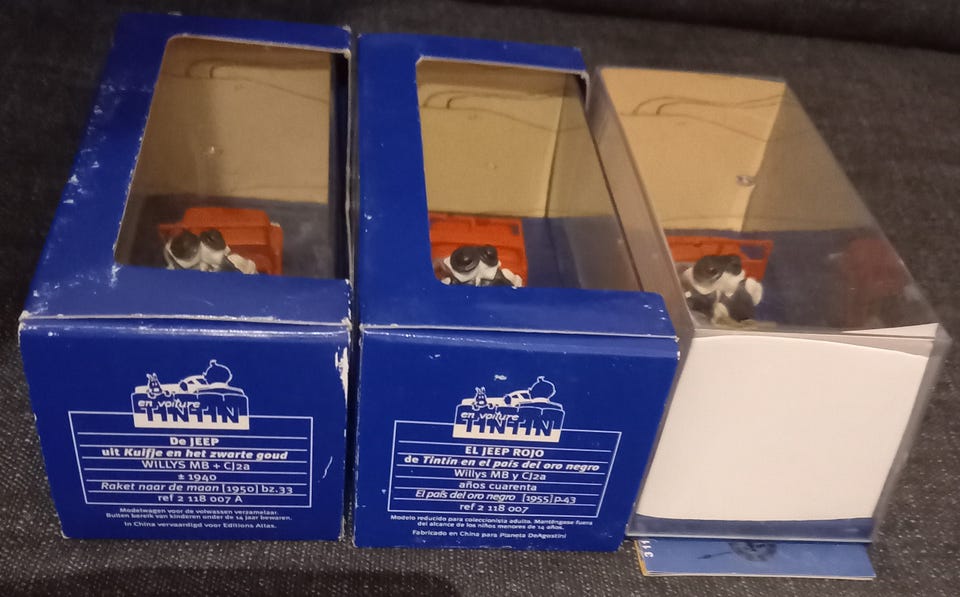 en voiture
TINTIN
De JEEP
uit Kuifje en het zwarte goud
WILLYS MB + CJ2a
± 1940
Raket naar de maan [1950] bz.33
ref 2 118 007 A
Modelwagen voor de volwassen verzamelaar.
Buiten bereik van kinderen onder de 14 jaar bewaren.
In China vervaardigd voor Editions Atlas.
en voiture
TINTIN
EL JEEP ROJO
de Tintín en el país del oro negro
Willys MB y CJ2a
años cuarenta
El país del oro negro [1955] p.43
ref 2 118 007
Modelo reducido para coleccionista adulto. Manténgase fuera
del alcance de los niños menores de 14 años.
Fabricado en China para Planeta DeAgostini
311